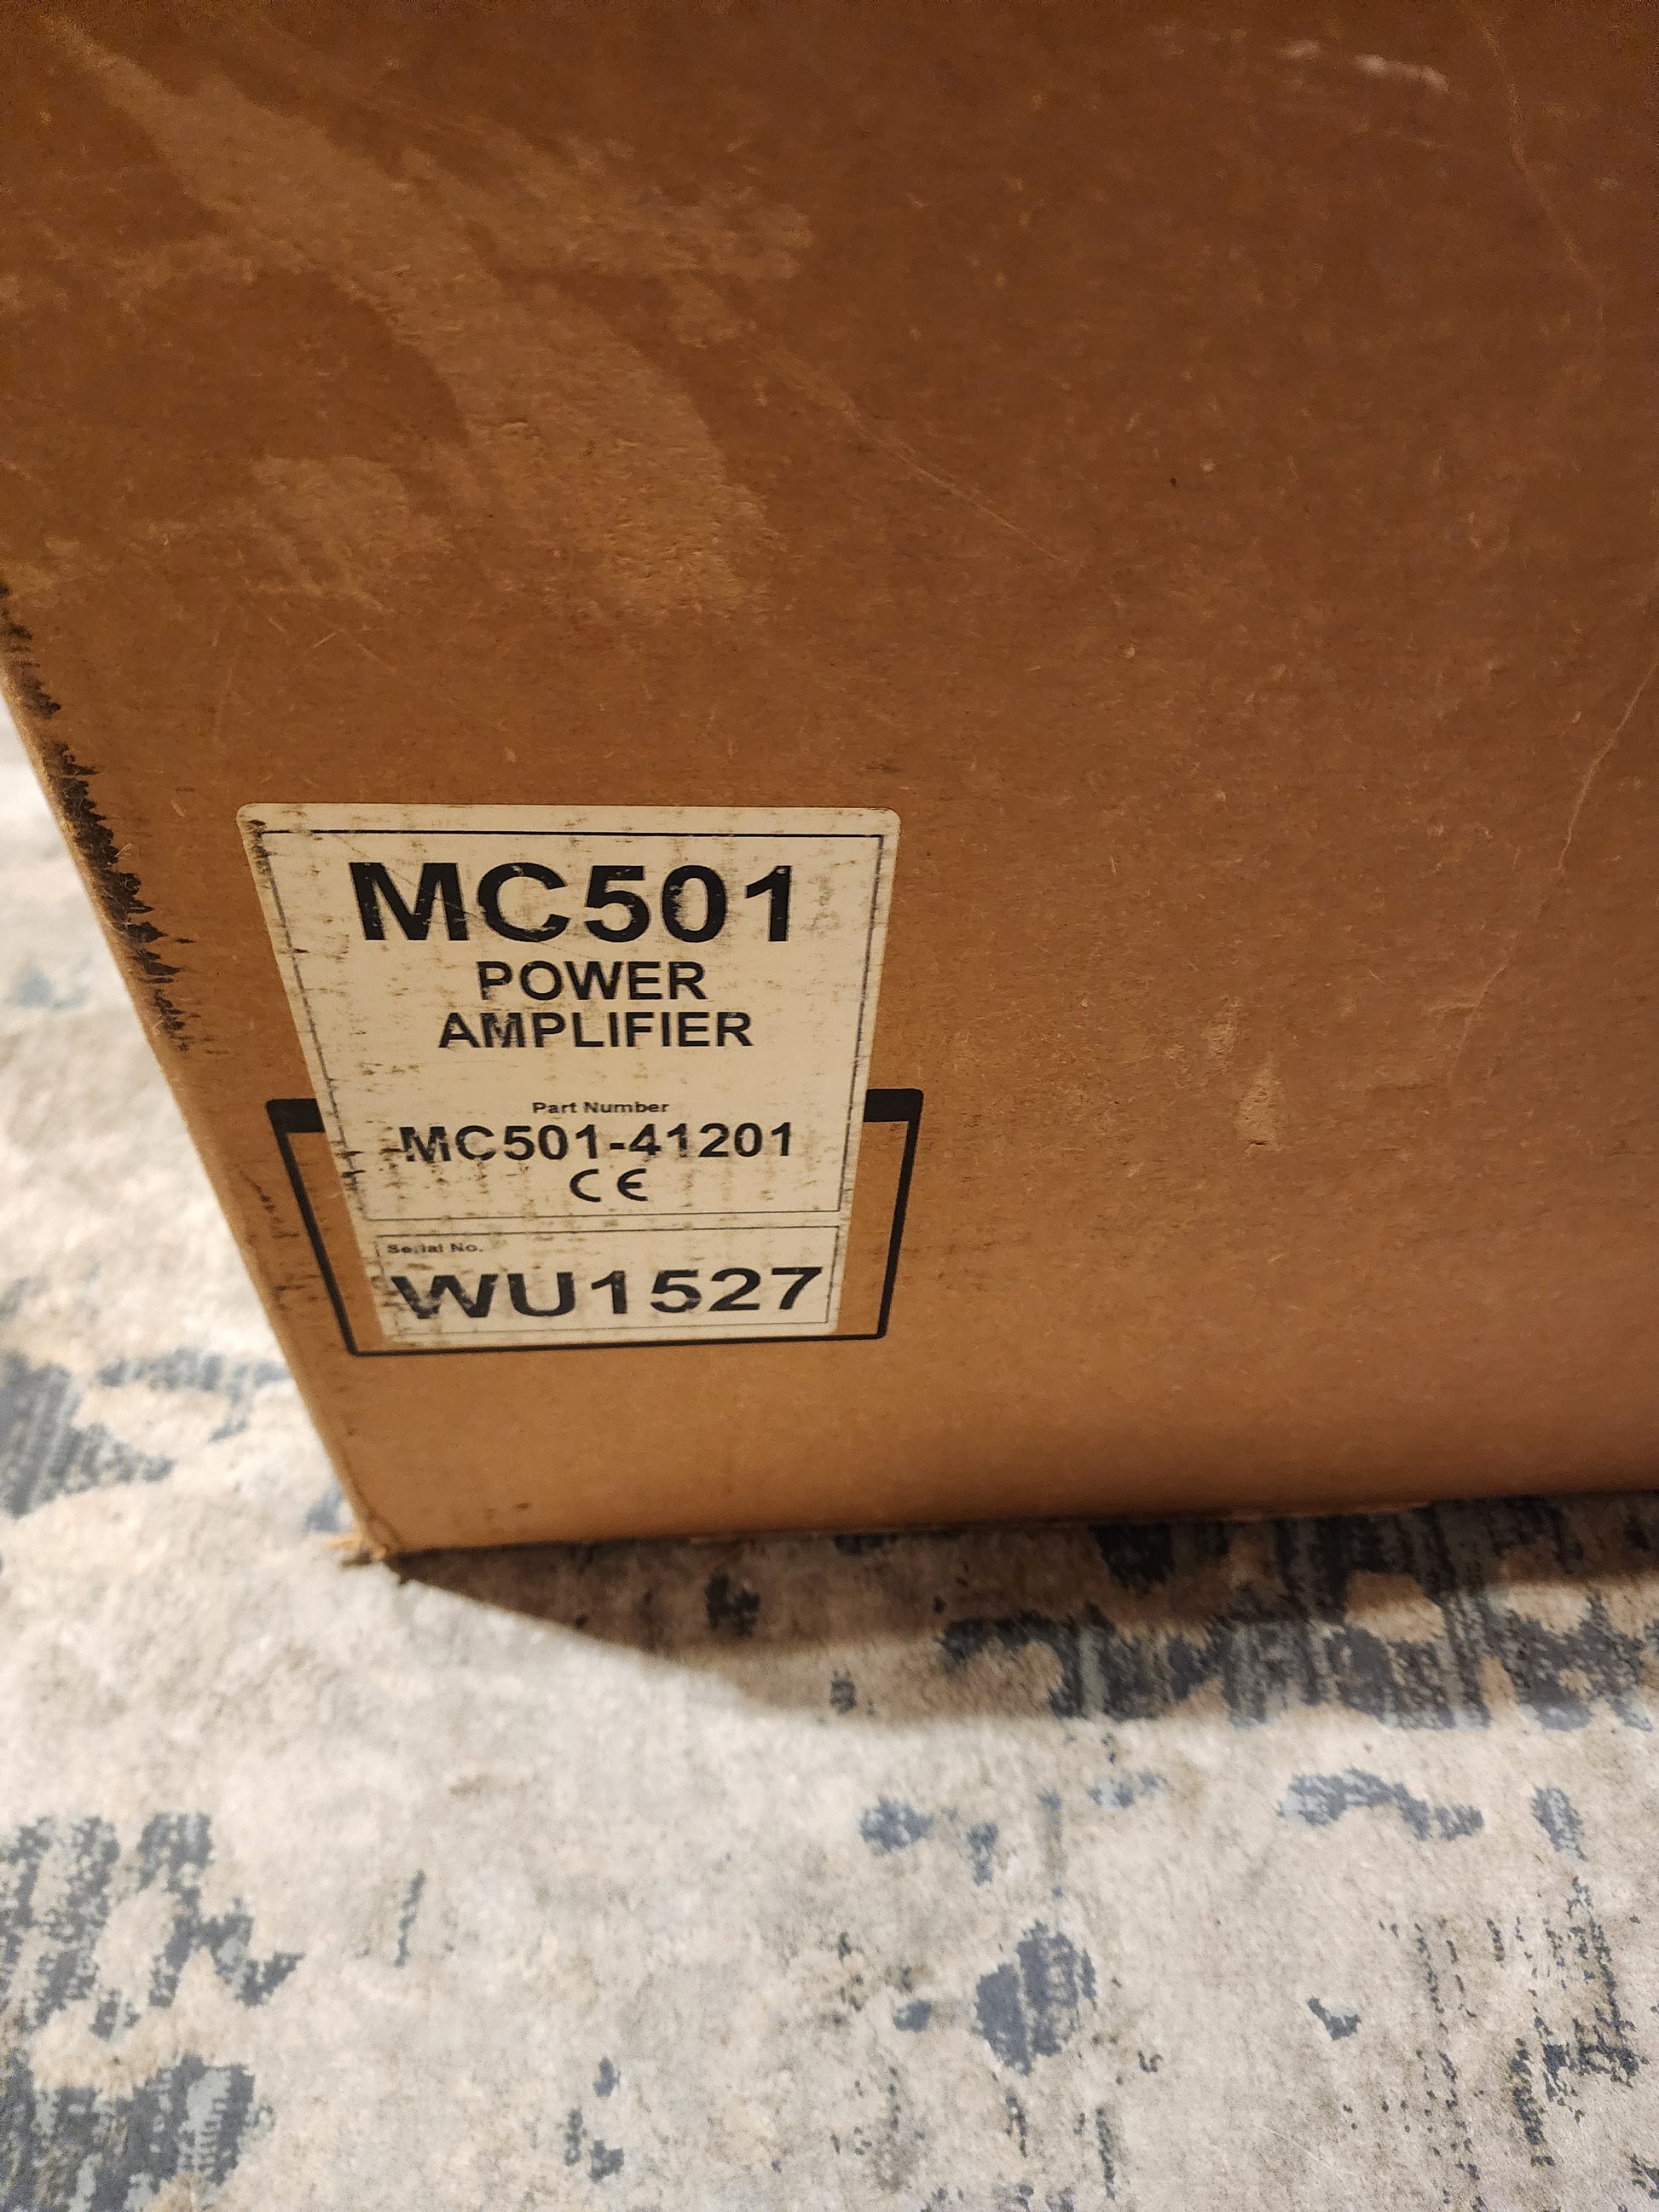 MC501
POWER
AMPLIFIER
Part Number
MC501-41201
CE
Serial No.
WU1527